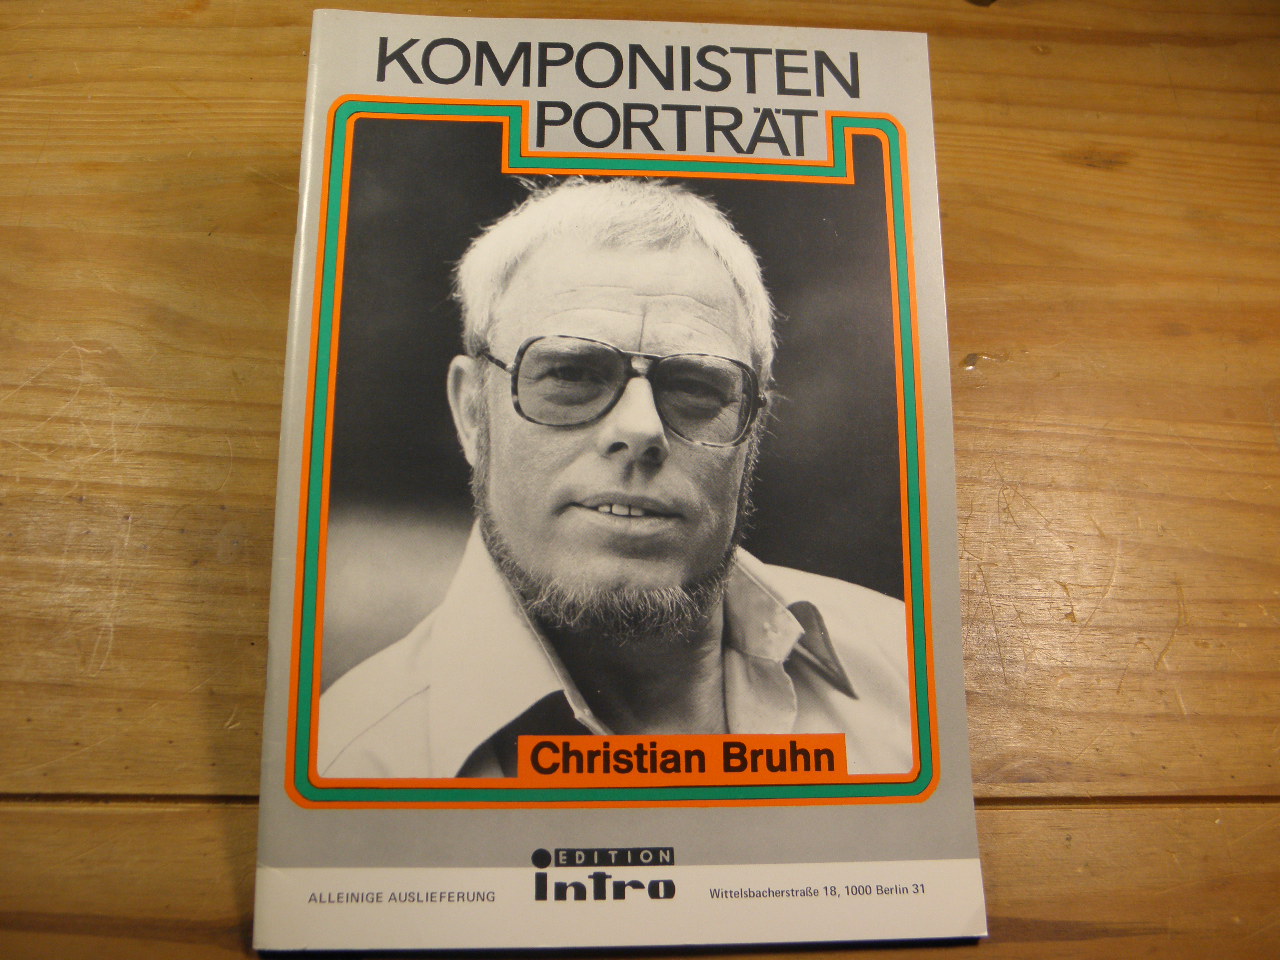 KOMPONISTEN
PORTRÄT
Christian Bruhn
EDITION
intro
ALLEINIGE AUSLIEFERUNG
Wittelsbacherstraße 18, 1000 Berlin 31